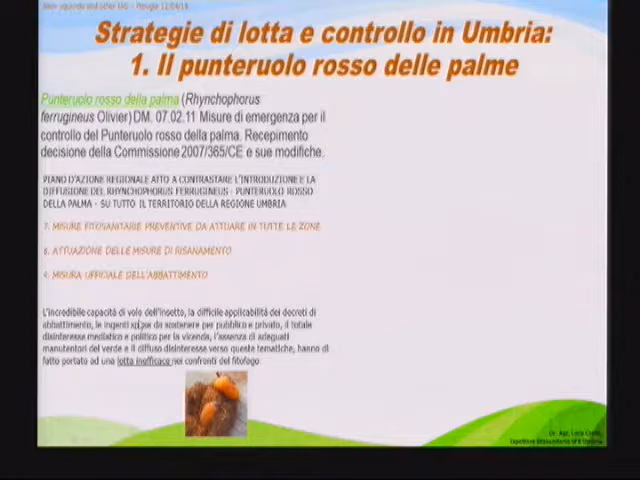 Strategie di lotta e controllo in Umbria:
1. Il punteruolo rosso delle palme
Punteruolo rosso della palma (Rhynchophorus
ferrugineus Olivier) DM. 07.02.11 Misure di emergenza per il
controllo del Punteruolo rosso della palma. Recepimento
decisione della Commissione 2007/365/CE e sue modifiche.
PIANO D'AZIONE REGIONALE ATTO A CONTRASTARE L'INTRODUZIONE E LA
DIFFUSIONE DEL RHYNCHOPHORUS FERRUGINEUS - PUNTERUOLO ROSSO
DELLA PALMA - SU TUTTO IL TERRITORIO DELLA REGIONE UMBRIA
7. MISURE FITOSANITARIE PREVENTIVE DA ATTUARE IN TUTTE LE ZONE
8. ATTUAZIONE DELLE MISURE DI RISANAMENTO
9. MISURA UFFICIALE DELL'ABBATTIMENTO
L'incredibile capacità di volo dell'insetto, la difficile applicabilità dei decreti di
abbattimento, le ingenti spese da sostenere per pubblico e privato, il totale
disinteresse mediatico e politico per la vicenda, l'assenza di adeguati
manutentori del verde e il diffuso disinteresse verso queste tematiche, hanno di
fatto portato ad una lotta inefficace nei confronti del fitofago